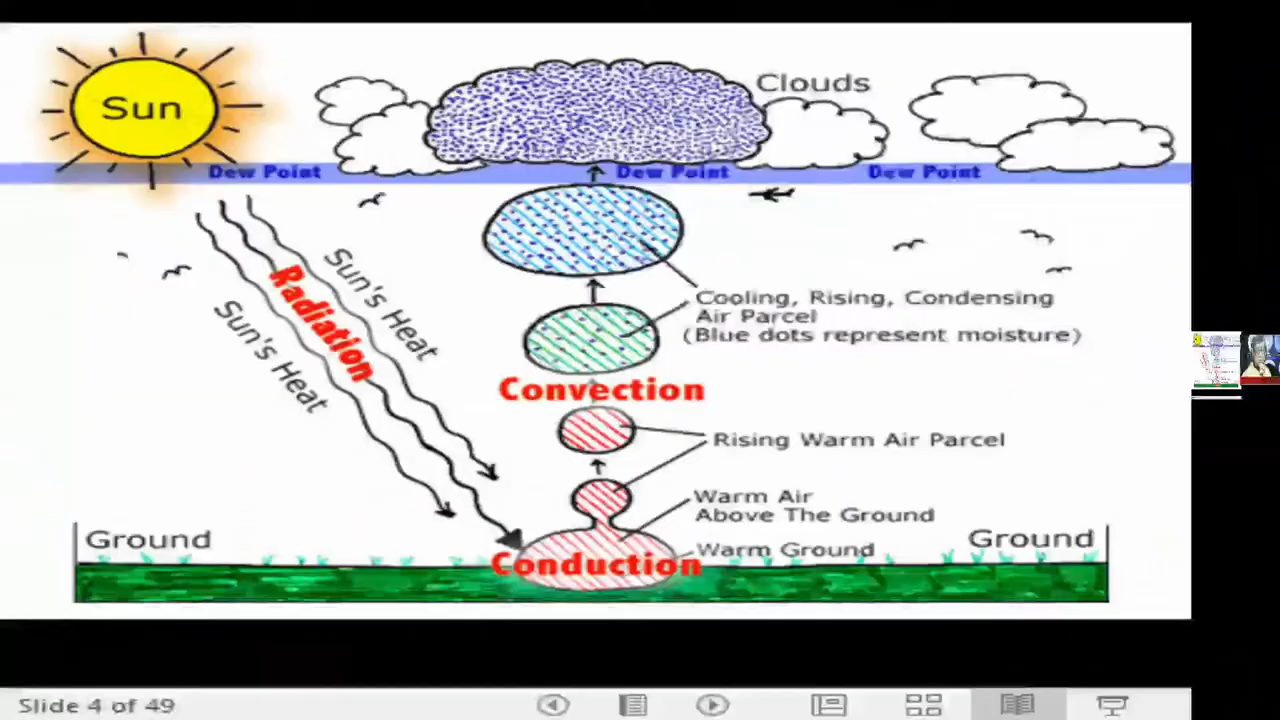 Sun
Clouds
Dew Point
Dew Point
Dew Point
Sun's Heat
Radiation
Sun's Heat
Cooling, Rising, Condensing
Air Parcel
(Blue dots represent moisture)
Convection
Rising Warm Air Parcel
Warm Air
Above The Ground
Ground
Ground
Warm Ground
Conduction
Slide 4 of 49